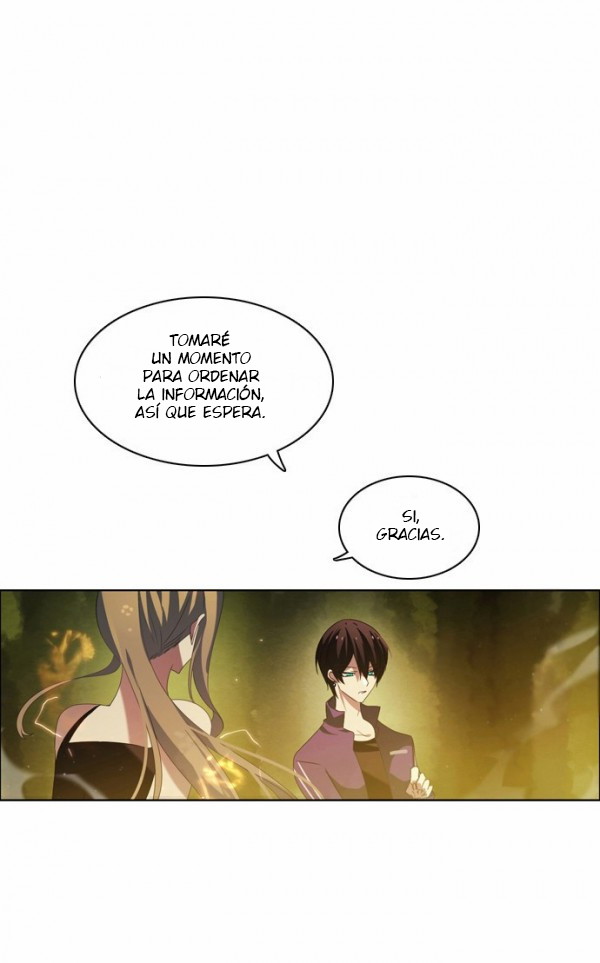 TOMARÉ
UN MOMENTO
PARA ORDENAR
LA INFORMACIÓN,
ASÍ QUE ESPERA.
SI,
GRACIAS.